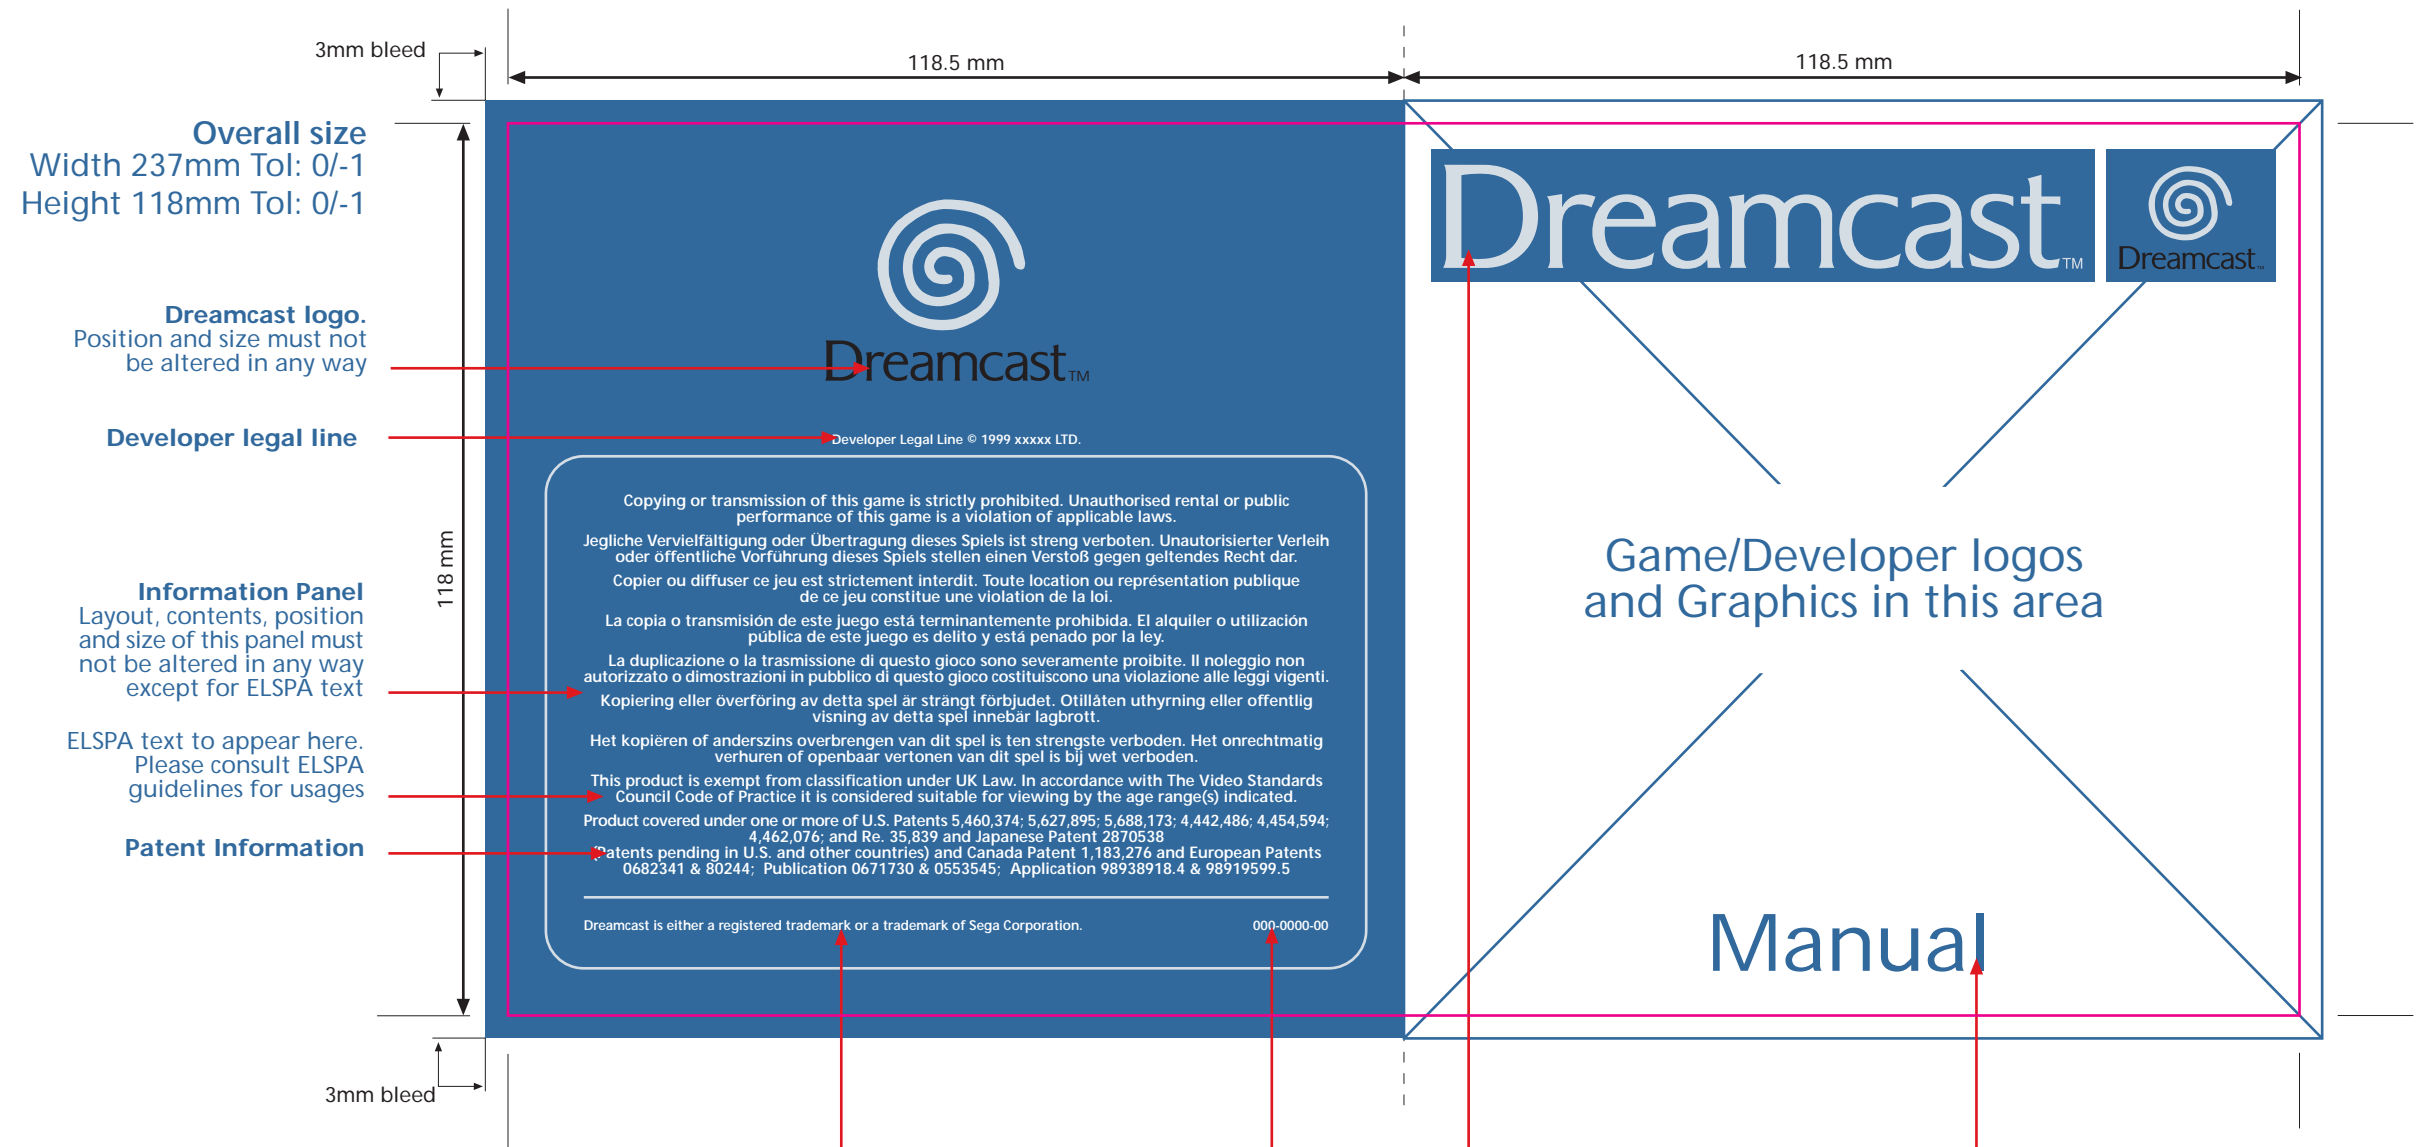 3mm bleed
118.5 mm
118.5 mm
Overall size
Width 237mm Tol: 0/-1
Height 118mm Tol: 0/-1
Dreamcast logo.
Position and size must not
be altered in any way
Developer legal line
118 mm
Information Panel
Layout, contents, position
and size of this panel must
not be altered in any way
except for ELSPA text
ELSPA text to appear here.
Please consult ELSPA
guidelines for usages
Patent Information
3mm bleed
Dreamcast™
Developer Legal Line © 1999 xxxxx LTD.
Copying or transmission of this game is strictly prohibited. Unauthorised rental or public
performance of this game is a violation of applicable laws.
Jegliche Vervielfältigung oder Übertragung dieses Spiels ist streng verboten. Unautorisierter Verleih
oder öffentliche Vorführung dieses Spiels stellen einen Verstoß gegen geltendes Recht dar.
Copier ou diffuser ce jeu est strictement interdit. Toute location ou représentation publique
de ce jeu constitue une violation de la loi.
La copia o transmisión de este juego está terminantemente prohibida. El alquiler o utilización
pública de este juego es delito y está penado por la ley.
La duplicazione o la trasmissione di questo gioco sono severamente proibite. Il noleggio non
autorizzato o dimostrazioni in pubblico di questo gioco costituiscono una violazione alle leggi vigenti.
Kopiering eller överföring av detta spel är strängt förbjudet. Otillåten uthyrning eller offentlig
visning av detta spel innebär lagbrott.
Het kopiëren of anderszins overbrengen van dit spel is ten strengste verboden. Het onrechtmatig
verhuren of openbaar vertonen van dit spel is bij wet verboden.
This product is exempt from classification under UK Law. In accordance with The Video Standards
Council Code of Practice it is considered suitable for viewing by the age range(s) indicated.
Product covered under one or more of U.S. Patents 5,460,374; 5,627,895; 5,688,173; 4,442,486; 4,454,594;
4,462,076; and Re. 35,839 and Japanese Patent 2870538
(Patents pending in U.S. and other countries) and Canada Patent 1,183,276 and European Patents
0682341 & 80244; Publication 0671730 & 0553545; Application 98938918.4 & 98919599.5
Dreamcast is either a registered trademark or a trademark of Sega Corporation.
000-0000-00
Dreamcast™
Dreamcast™
Game/Developer logos
and Graphics in this area
Manual